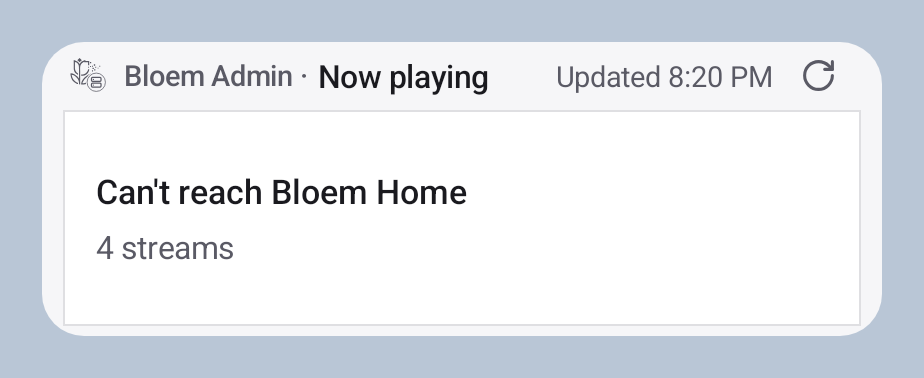 Bloem Admin · Now playing Updated 8:20 PM
Can't reach Bloem Home
4 streams